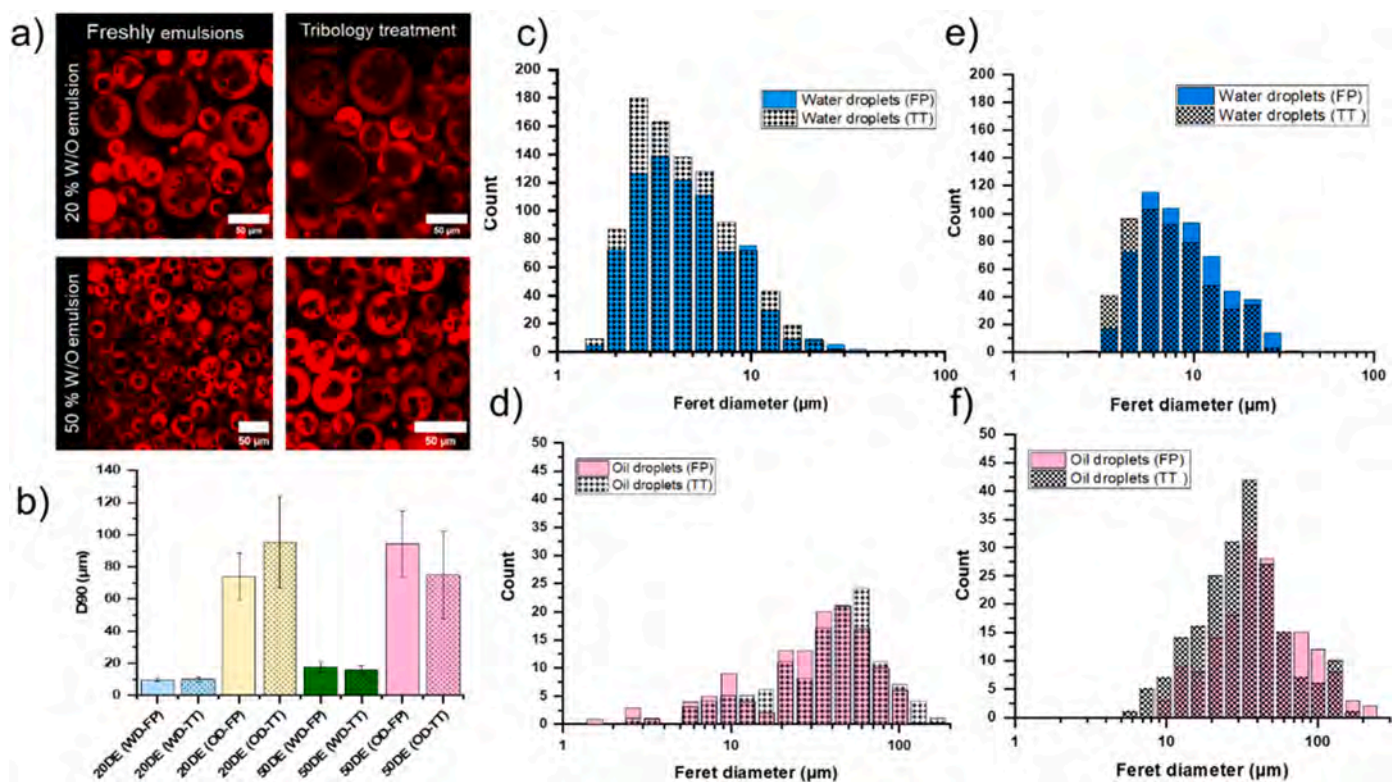 a)
Freshly emulsions
Tribology treatment
20 % W/O emulsion
50 µm
50 µm
50 % W/O emulsion
50 µm
50 µm
b)
D90 (µm)
140
120
100
80
60
40
20
0
20DE (WD-FP)
20DE (WD-TT)
20DE (OD-FP)
20DE (OD-TT)
50DE (WD-FP)
50DE (WD-TT)
50DE (OD-FP)
50DE (OD-TT)
c)
Count
200
180
160
140
120
100
80
60
40
20
0
Water droplets (FP)
Water droplets (TT)
1
10
100
Feret diameter (µm)
d)
Count
50
45
40
35
30
25
20
15
10
5
0
Oil droplets (FP)
Oil droplets (TT)
1
10
100
Feret diameter (µm)
e)
Count
200
180
160
140
120
100
80
60
40
20
0
Water droplets (FP)
Water droplets (TT )
1
10
100
Feret diameter (µm)
f)
Count
50
45
40
35
30
25
20
15
10
5
0
Oil droplets (FP)
Oil droplets (TT )
1
10
100
Feret diameter (µm)